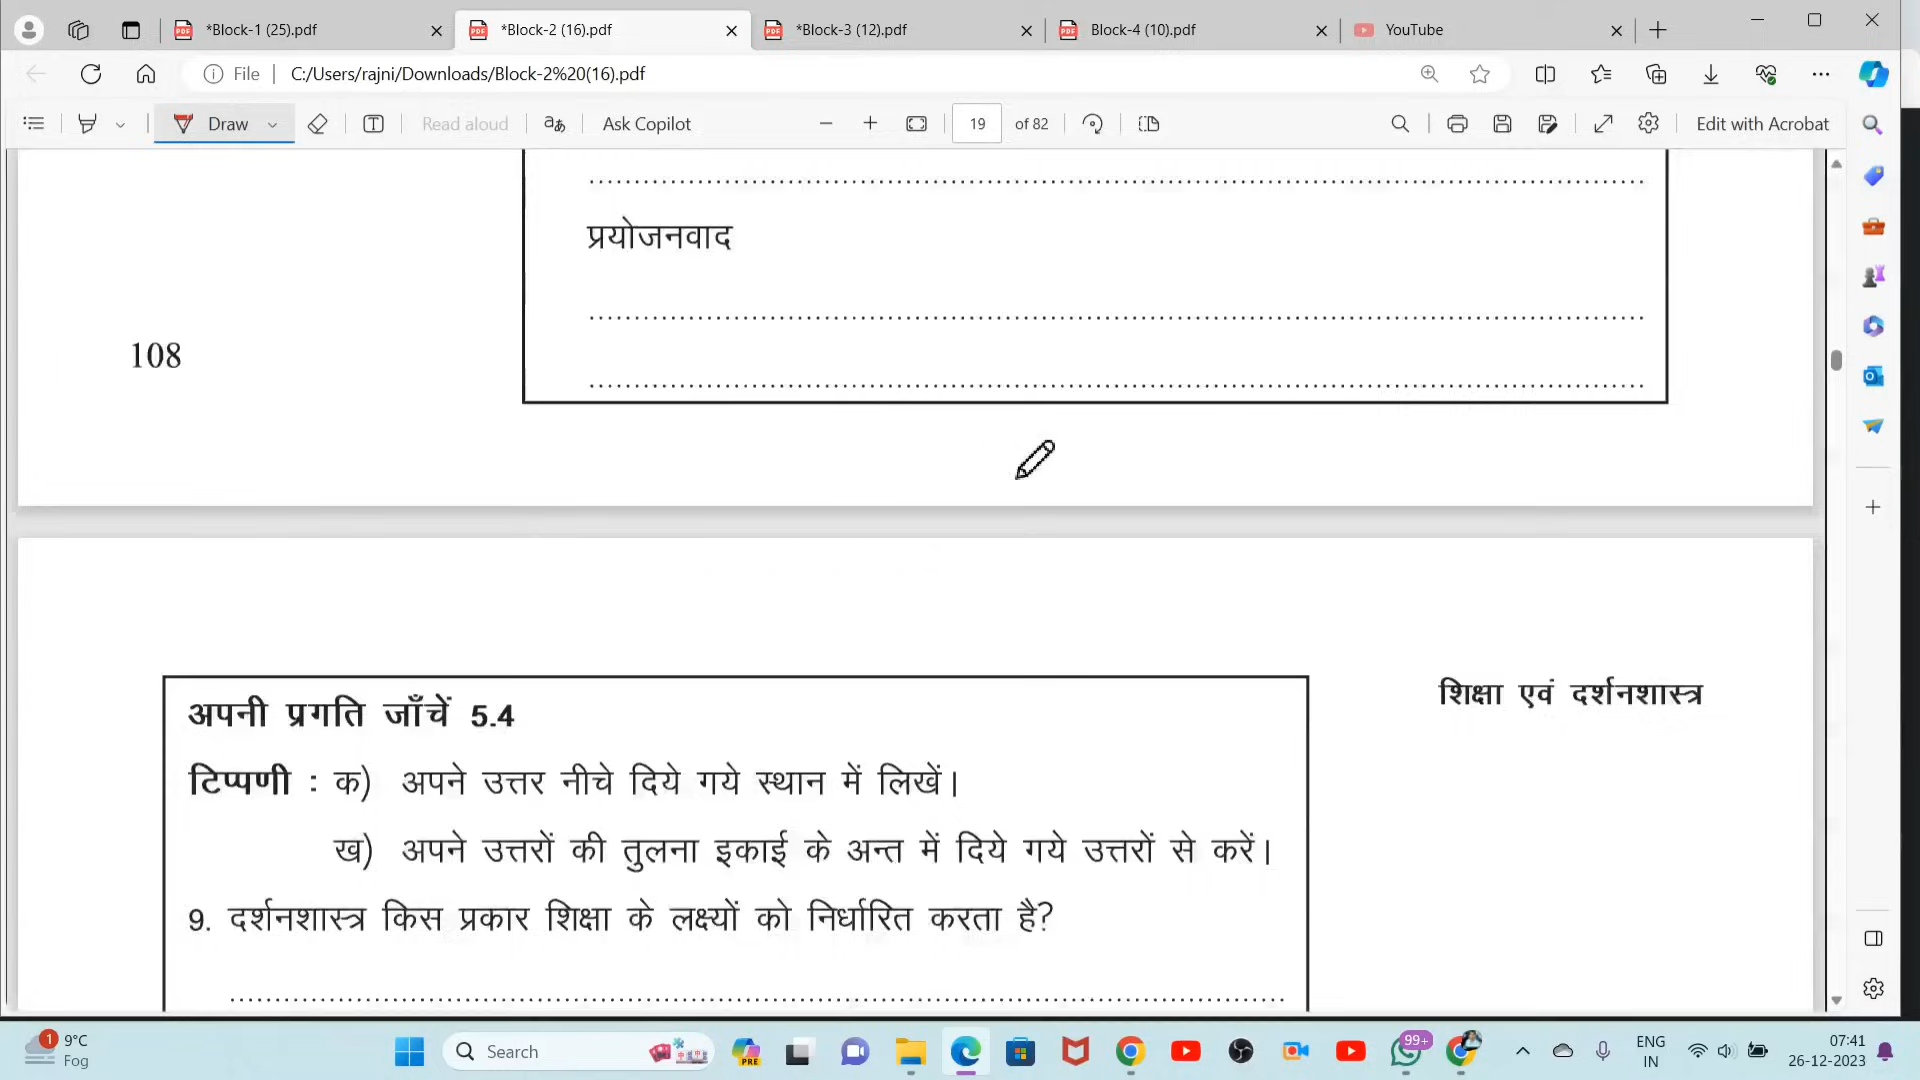 *Block-1 (25).pdf
*Block-2 (16).pdf
*Block-3 (12).pdf
Block-4 (10).pdf
YouTube
File
C:/Users/rajni/Downloads/Block-2%20(16).pdf
Draw
Read aloud
Ask Copilot
19
of 82
Edit with Acrobat
प्रयोजनवाद
108
शिक्षा एवं दर्शनशास्त्र
अपनी प्रगति जाँचें 5.4
टिप्पणी : क) अपने उत्तर नीचे दिये गये स्थान में लिखें।
ख) अपने उत्तरों की तुलना इकाई के अन्त में दिये गये उत्तरों से करें।
9. दर्शनशास्त्र किस प्रकार शिक्षा के लक्ष्यों को निर्धारित करता है?
1
9°C
Fog
Search
PRE
99+
ENG
IN
07:41
26-12-2023